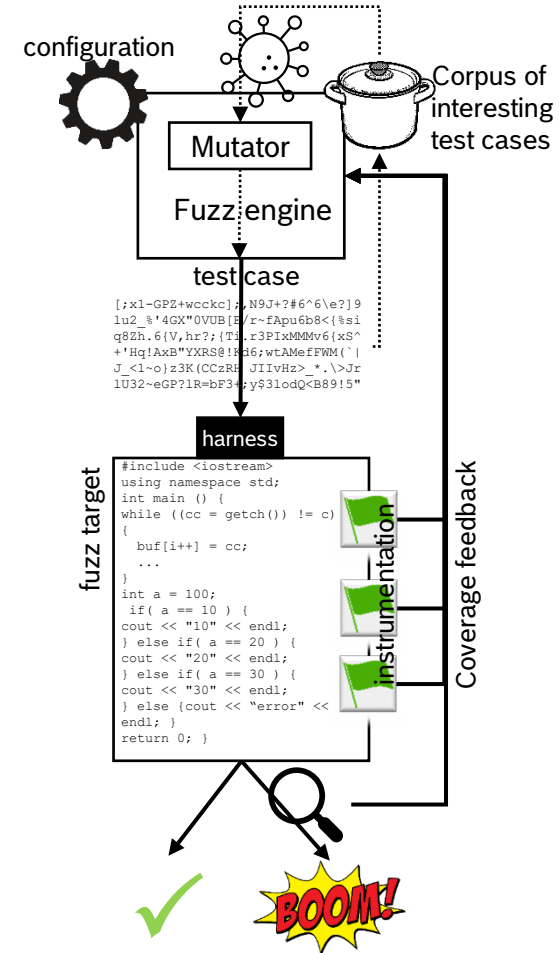 configuration
Corpus of
interesting
test cases
Mutator
Fuzz engine
test case
[;x1-GPZ+wcckc];,N9J+?#6^6\e?]9
lu2_%'4GX"0VUB[E/r~fApu6b8<{%si
q8Zh.6{V,hr?;{Ti.r3PIxMMMv6{xS^
+'Hq!AxB"YXRS@!Kd6;wtAMefFWM(`|
J_<1~o}z3K(CCzRH JIIvHz>_*.\>Jr
lU32~eGP?lR=bF3+;y$3lodQ<B89!5"
harness
fuzz target
#include <iostream>
using namespace std;
int main () {
while ((cc = getch()) != c)
{
buf[i++] = cc;
...
}
int a = 100;
if( a == 10 ) {
cout << "10" << endl;
} else if( a == 20 ) {
cout << "20" << endl;
} else if( a == 30 ) {
cout << "30" << endl;
} else {cout << “error" <<
endl; }
return 0; }
instrumentation
Coverage feedback
BOOM!